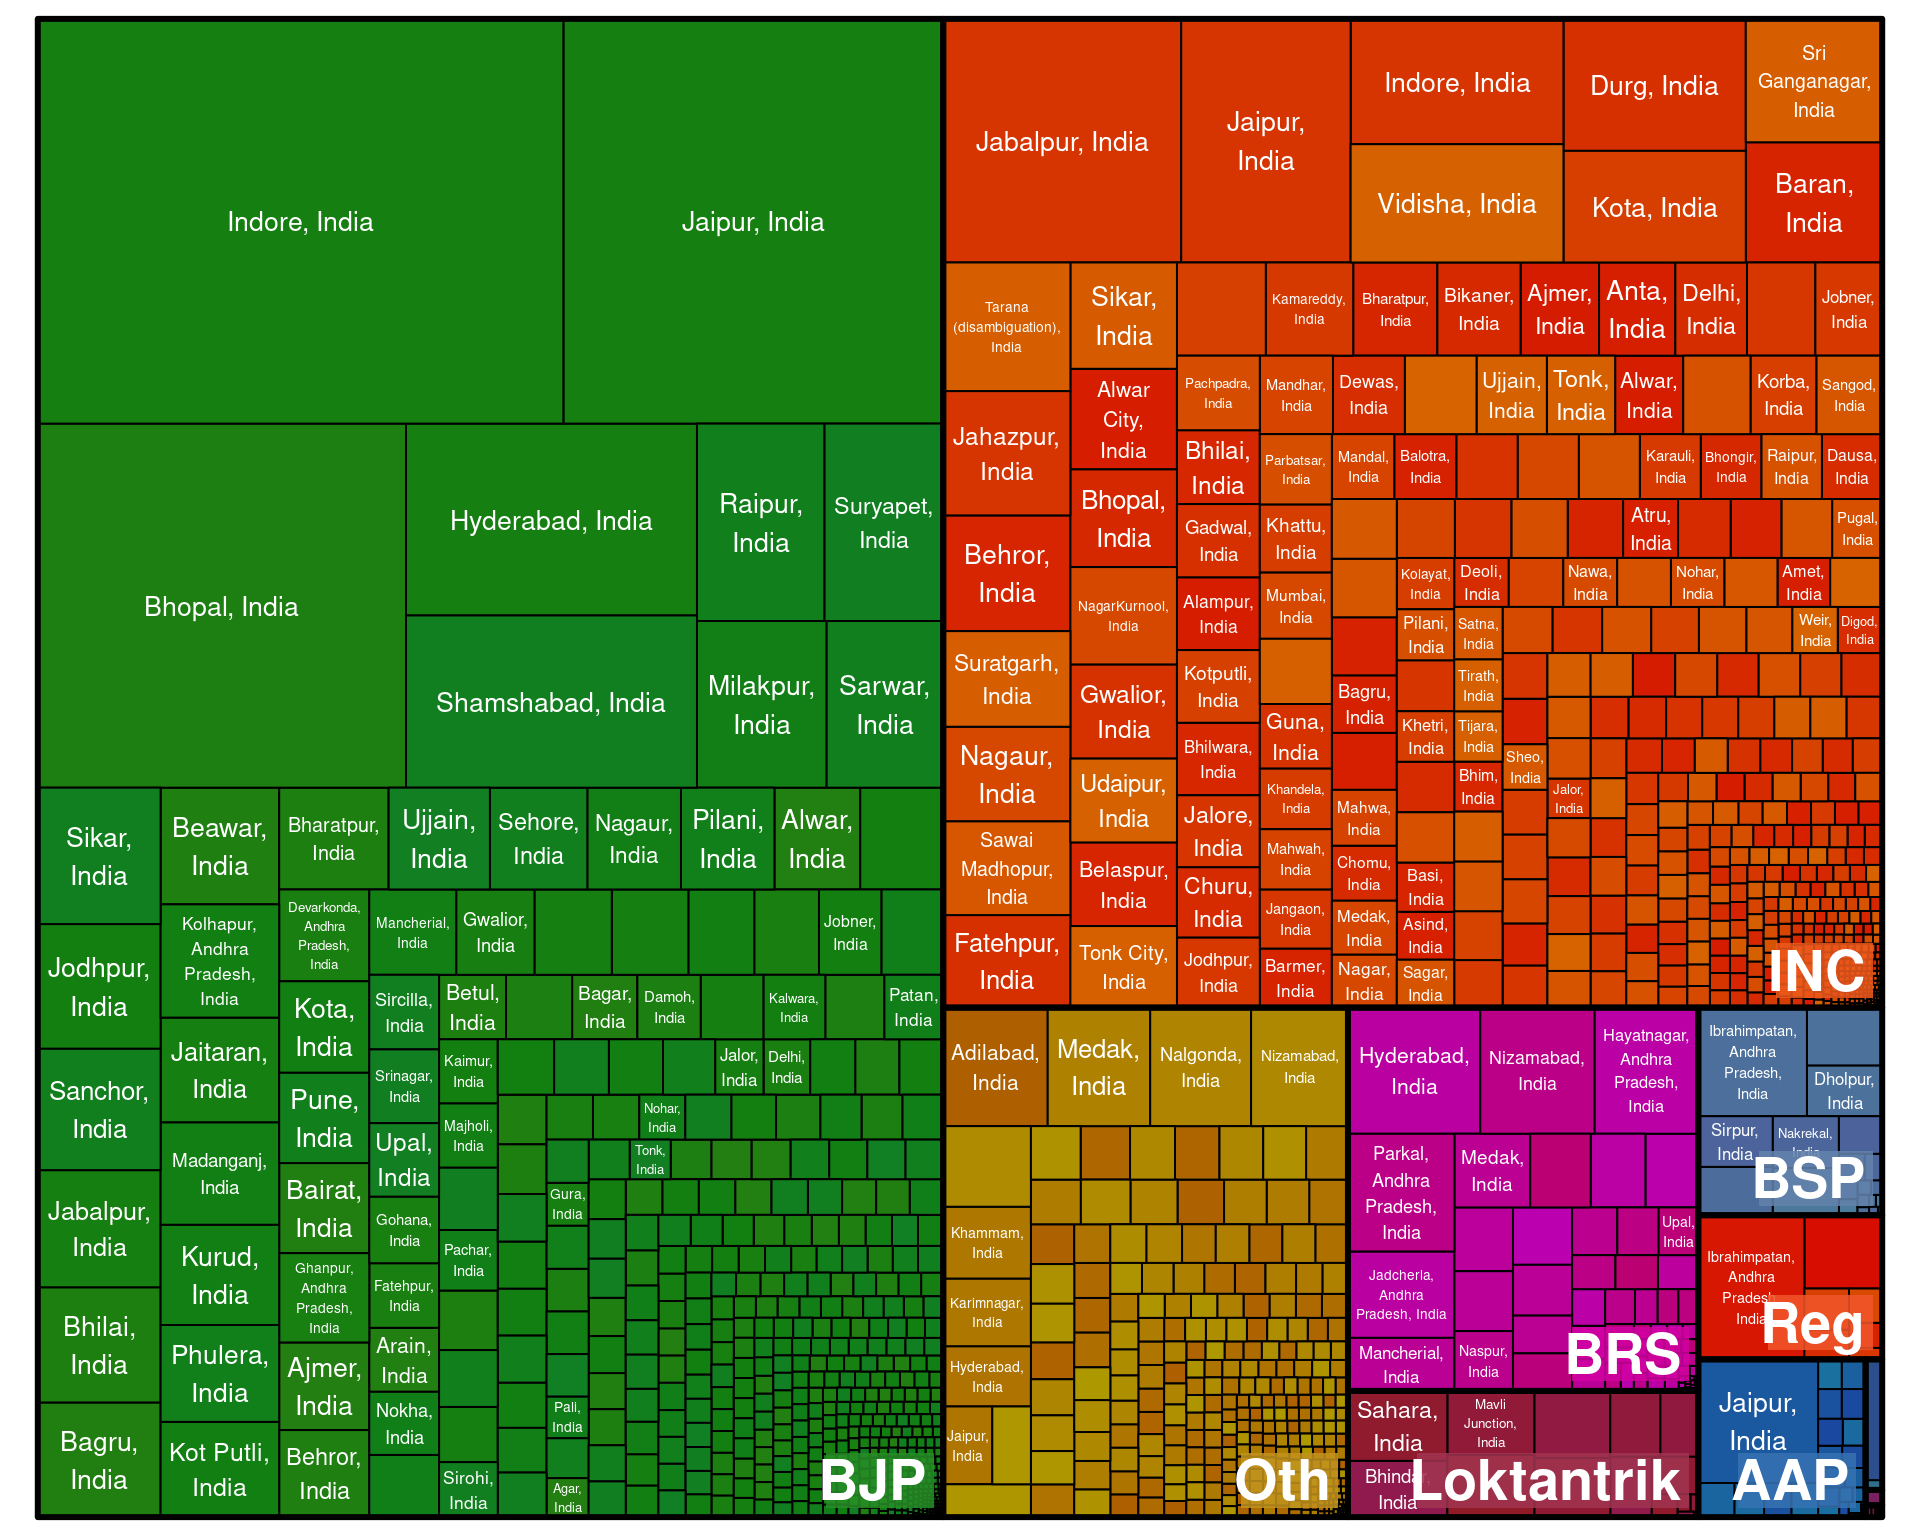 Indore, India
Jaipur, India
Bhopal, India
Hyderabad, India
Shamshabad, India
Raipur,
India
Suryapet,
India
Milakpur,
India
Sarwar,
India
Sikar,
India
Jodhpur,
India
Sanchor,
India
Jabalpur,
India
Bhilai,
India
Bagru,
India
Beawar,
India
Kolhapur,
Andhra
Pradesh,
India
Jaitaran,
India
Madanganj,
India
Kurud,
India
Phulera,
India
Kot Putli,
India
Bharatpur,
India
Devarkonda,
Andhra
Pradesh,
India
Kota,
India
Pune,
India
Bairat,
India
Ghanpur,
Andhra
Pradesh,
India
Ajmer,
India
Behror,
India
Ujjain,
India
Sehore,
India
Nagaur,
India
Pilani,
India
Alwar,
India
Mancherial,
India
Gwalior,
India
Jobner,
India
Sircilla,
India
Srinagar,
India
Upal,
India
Gohana,
India
Fatehpur,
India
Arain,
India
Nokha,
India
Betul,
India
Bagar,
India
Damoh,
India
Kalwara,
India
Patan,
India
Kaimur,
India
Majholi,
India
Pachar,
India
Sirohi,
India
Jalor,
India
Delhi,
India
Nohar,
India
Tonk,
India
Gura,
India
Pali,
India
Agar,
India
BJP
Jabalpur, India
Jaipur,
India
Indore, India
Vidisha, India
Durg, India
Kota, India
Sri
Ganganagar,
India
Baran,
India
Tarana
(disambiguation),
India
Jahazpur,
India
Behror,
India
Suratgarh,
India
Nagaur,
India
Sawai
Madhopur,
India
Fatehpur,
India
Sikar,
India
Alwar
City,
India
Bhopal,
India
NagarKurnool,
India
Gwalior,
India
Udaipur,
India
Belaspur,
India
Tonk City,
India
Kamareddy,
India
Bharatpur,
India
Bikaner,
India
Ajmer,
India
Anta,
India
Delhi,
India
Jobner,
India
Pachpadra,
India
Bhilai,
India
Gadwal,
India
Alampur,
India
Kotputli,
India
Bhilwara,
India
Jalore,
India
Churu,
India
Jodhpur,
India
Mandhar,
India
Dewas,
India
Ujjain,
India
Tonk,
India
Alwar,
India
Korba,
India
Sangod,
India
Parbatsar,
India
Khattu,
India
Mumbai,
India
Guna,
India
Khandela,
India
Mahwah,
India
Jangaon,
India
Barmer,
India
Mandal,
India
Balotra,
India
Karauli,
India
Bhongir,
India
Raipur,
India
Dausa,
India
Bagru,
India
Mahwa,
India
Chomu,
India
Medak,
India
Nagar,
India
Atru,
India
Pugal,
India
Kolayat,
India
Pilani,
India
Khetri,
India
Basi,
India
Asind,
India
Sagar,
India
Deoli,
India
Nawa,
India
Nohar,
India
Amet,
India
Satna,
India
Tirath,
India
Tijara,
India
Bhim,
India
Weir,
India
Digod,
India
Sheo,
India
Jalor,
India
INC
Adilabad,
India
Medak,
India
Nalgonda,
India
Nizamabad,
India
Khammam,
India
Karimnagar,
India
Hyderabad,
India
Jaipur,
India
Oth
Hyderabad,
India
Nizamabad,
India
Hayatnagar,
Andhra
Pradesh,
India
Parkal,
Andhra
Pradesh,
India
Medak,
India
Jadcherla,
Andhra
Pradesh, India
Mancherial,
India
Upal,
India
Naspur,
India
BRS
Sahara,
India
Mavli
Junction,
India
Bhindar,
India
Loktantrik
Ibrahimpatan,
Andhra
Pradesh,
India
Dholpur,
India
Sirpur,
India
Nakrekal,
India
BSP
Ibrahimpatan,
Andhra
Pradesh,
India
Reg
Jaipur,
India
AAP